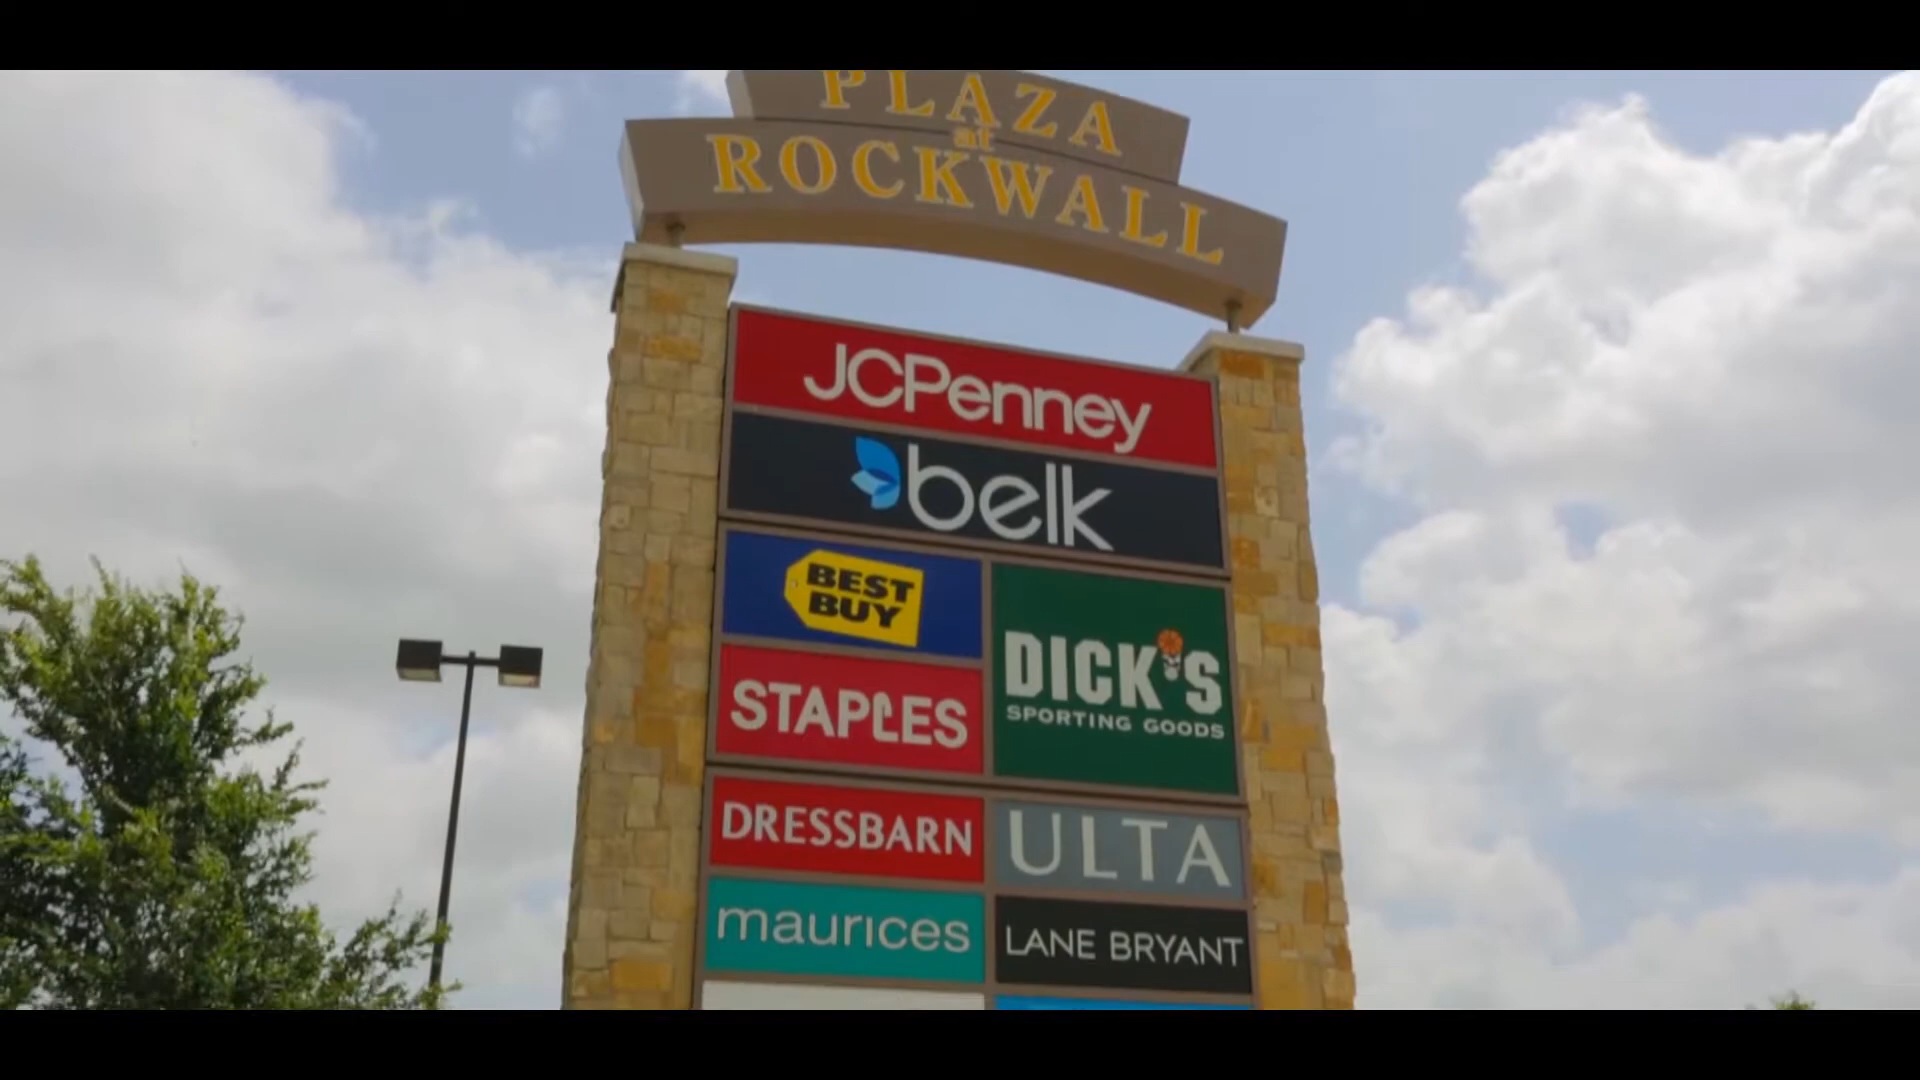 PLAZA
at
ROCKWALL
JCPenney
belk
BEST
BUY
STAPLES
DICK'S
SPORTING GOODS
DRESSBARN
ULTA
maurices
LANE BRYANT